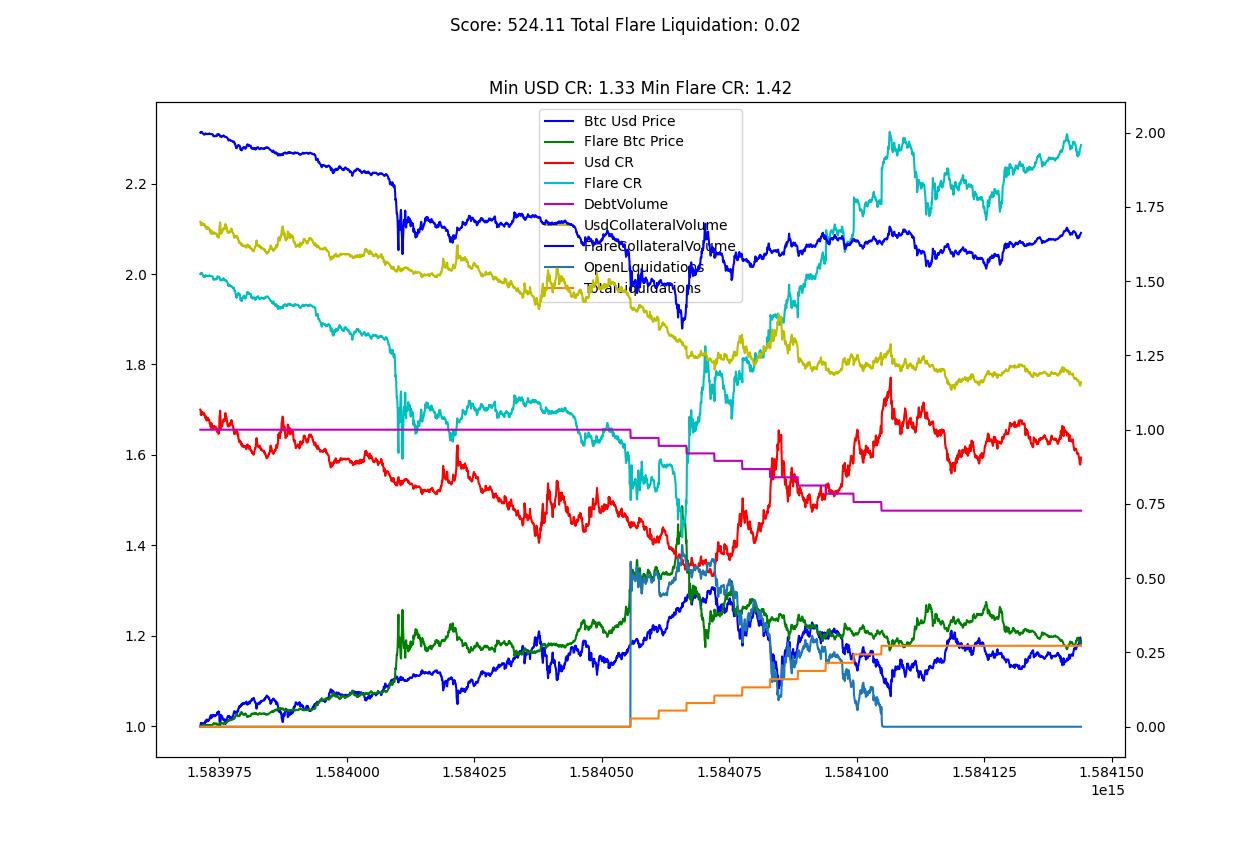 Score: 524.11 Total Flare Liquidation: 0.02
Min USD CR: 1.33 Min Flare CR: 1.42
Btc Usd Price
Flare Btc Price
Usd CR
Flare CR
DebtVolume
UsdCollateralVolume
FlareCollateralVolume
OpenLiquidations
TotalLiquidations
2.2
2.0
1.8
1.6
1.4
1.2
1.0
2.00
1.75
1.50
1.25
1.00
0.75
0.50
0.25
0.00
1.583975 1.584000 1.584025 1.584050 1.584075 1.584100 1.584125 1.584150
1e15